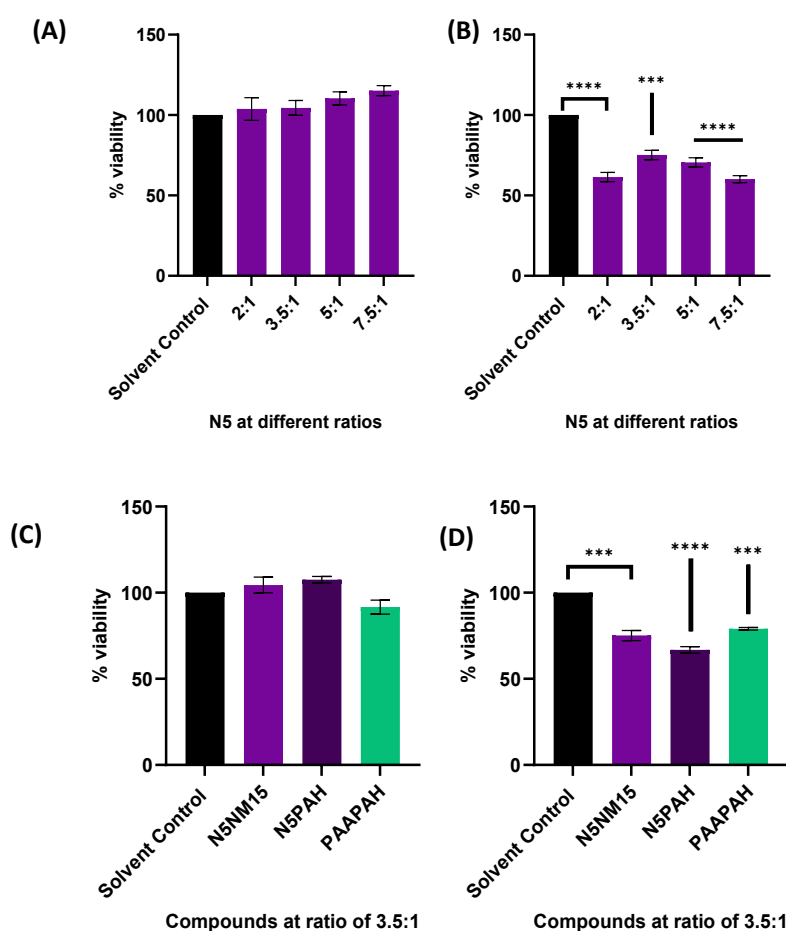 (A)
150
100
50
0
% viability
Solvent Control
2:1
3.5:1
5:1
7.5:1
N5 at different ratios
(B)
150
100
50
0
% viability
****
***
****
Solvent Control
2:1
3.5:1
5:1
7.5:1
N5 at different ratios
(C)
150
100
50
0
% viability
Solvent Control
N5NM15
N5PAH
PAAPAH
Compounds at ratio of 3.5:1
(D)
150
100
50
0
% viability
***
****
***
Solvent Control
N5NM15
N5PAH
PAAPAH
Compounds at ratio of 3.5:1